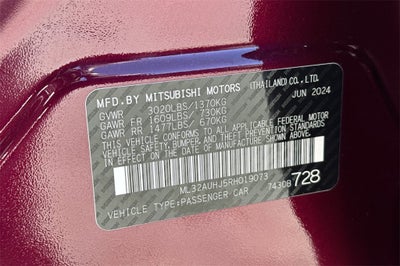 MFD.BY MITSUBISHI MOTORS (THAILAND)CO.,LTD.
GVWR 3020LBS/1370KG JUN 2024
GAWR FR 1609LBS/ 730KG
GAWR RR 1477LBS/ 670KG
THIS VEHICLE CONFORMS TO ALL APPLICABLE FEDERAL MOTOR
VEHICLE SAFETY, BUMPER, AND THEFT PREVENTION STANDARDS
IN EFFECT ON THE DATE OF MANUFACTURE SHOWN ABOVE.
ML32AUHJ5RH019073
VEHICLE TYPE:PASSENGER CAR 7430B 728